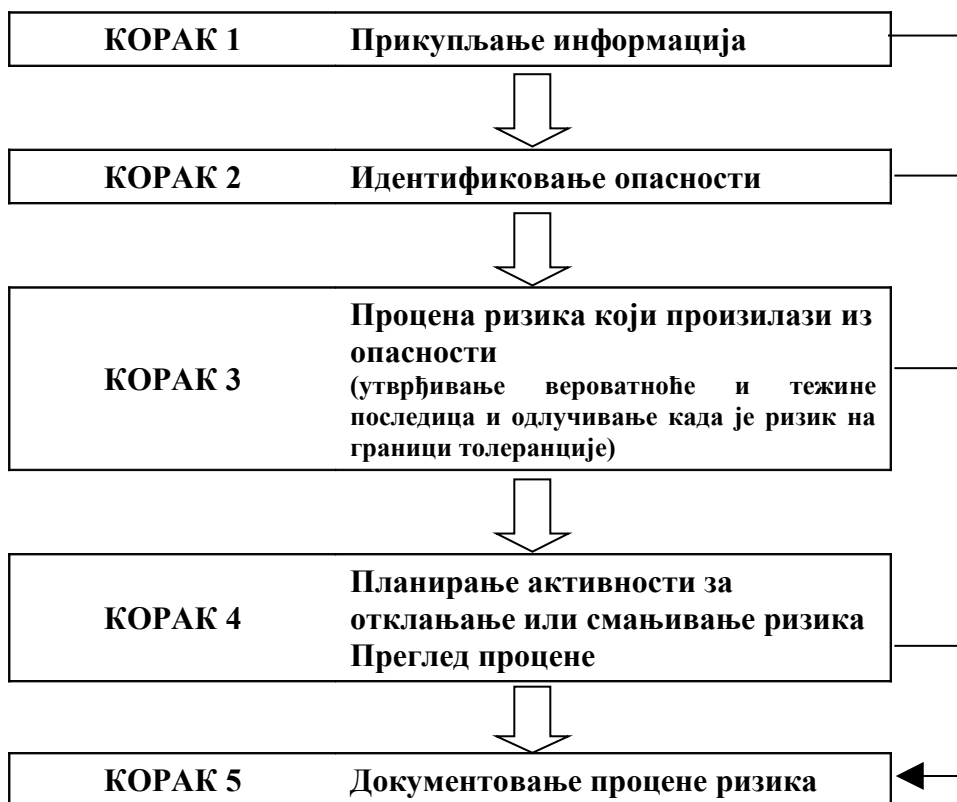 КОРАК 1 Прикупљање информација
КОРАК 2 Идентификовање опасности
КОРАК 3
Процена ризика који произилази из
опасности
(утврђивање вероватноће и тежине
последица и одлучивање када је ризик на
граници толеранције)
КОРАК 4
Планирање активности за
отклањање или смањивање ризика
Преглед процене
КОРАК 5 Документовање процене ризика